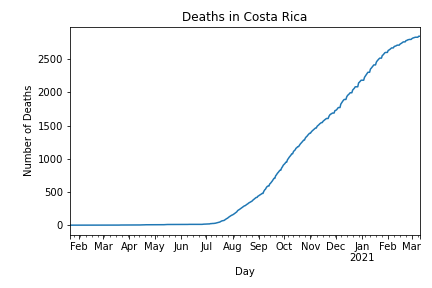 Deaths in Costa Rica
Number of Deaths
2500
2000
1500
1000
500
0
Feb Mar Apr May Jun Jul Aug Sep Oct Nov Dec Jan Feb Mar
2021
Day